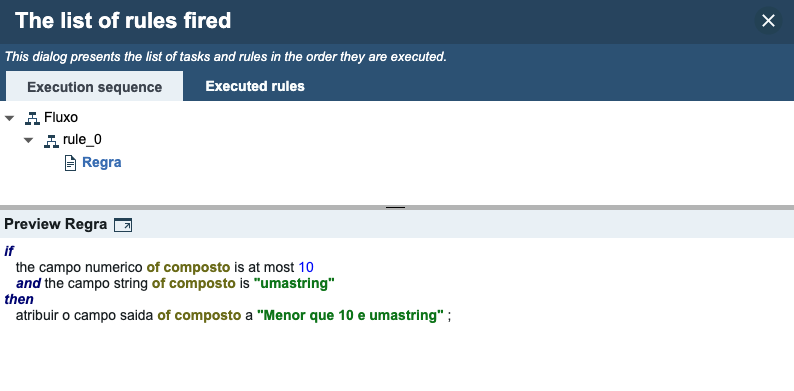 The list of rules fired
This dialog presents the list of tasks and rules in the order they are executed.
Execution sequence Executed rules
Fluxo
rule_0
Regra
Preview Regra
if
the campo numerico of composto is at most 10
and the campo string of composto is "umastring"
then
atribuir o campo saida of composto a "Menor que 10 e umastring" ;